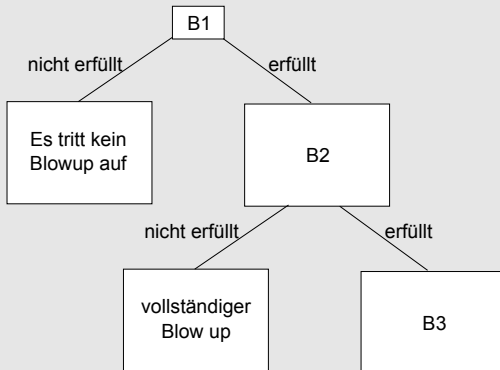 B1
nicht erfüllt
erfüllt
Es tritt kein
Blowup auf
B2
nicht erfüllt
erfüllt
vollständiger
Blow up
B3